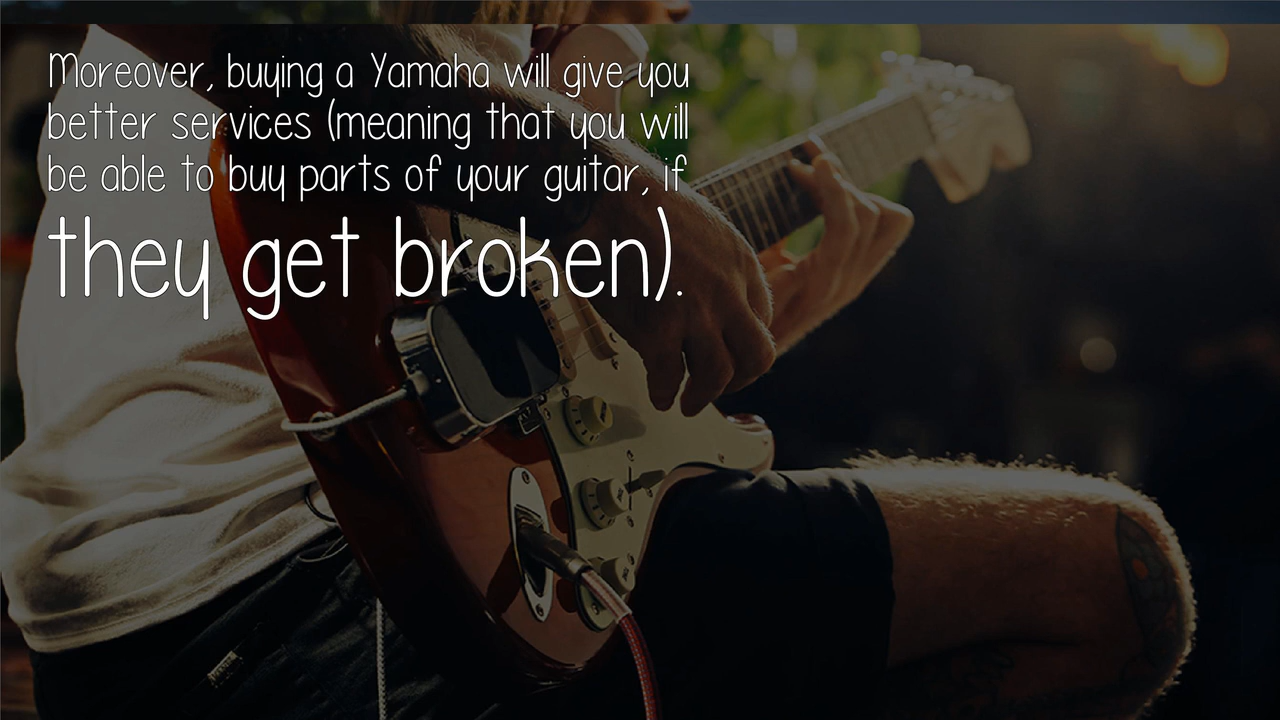 Moreover, buying a Yamaha will give you
better services (meaning that you will
be able to buy parts of your guitar, if
they get broken).